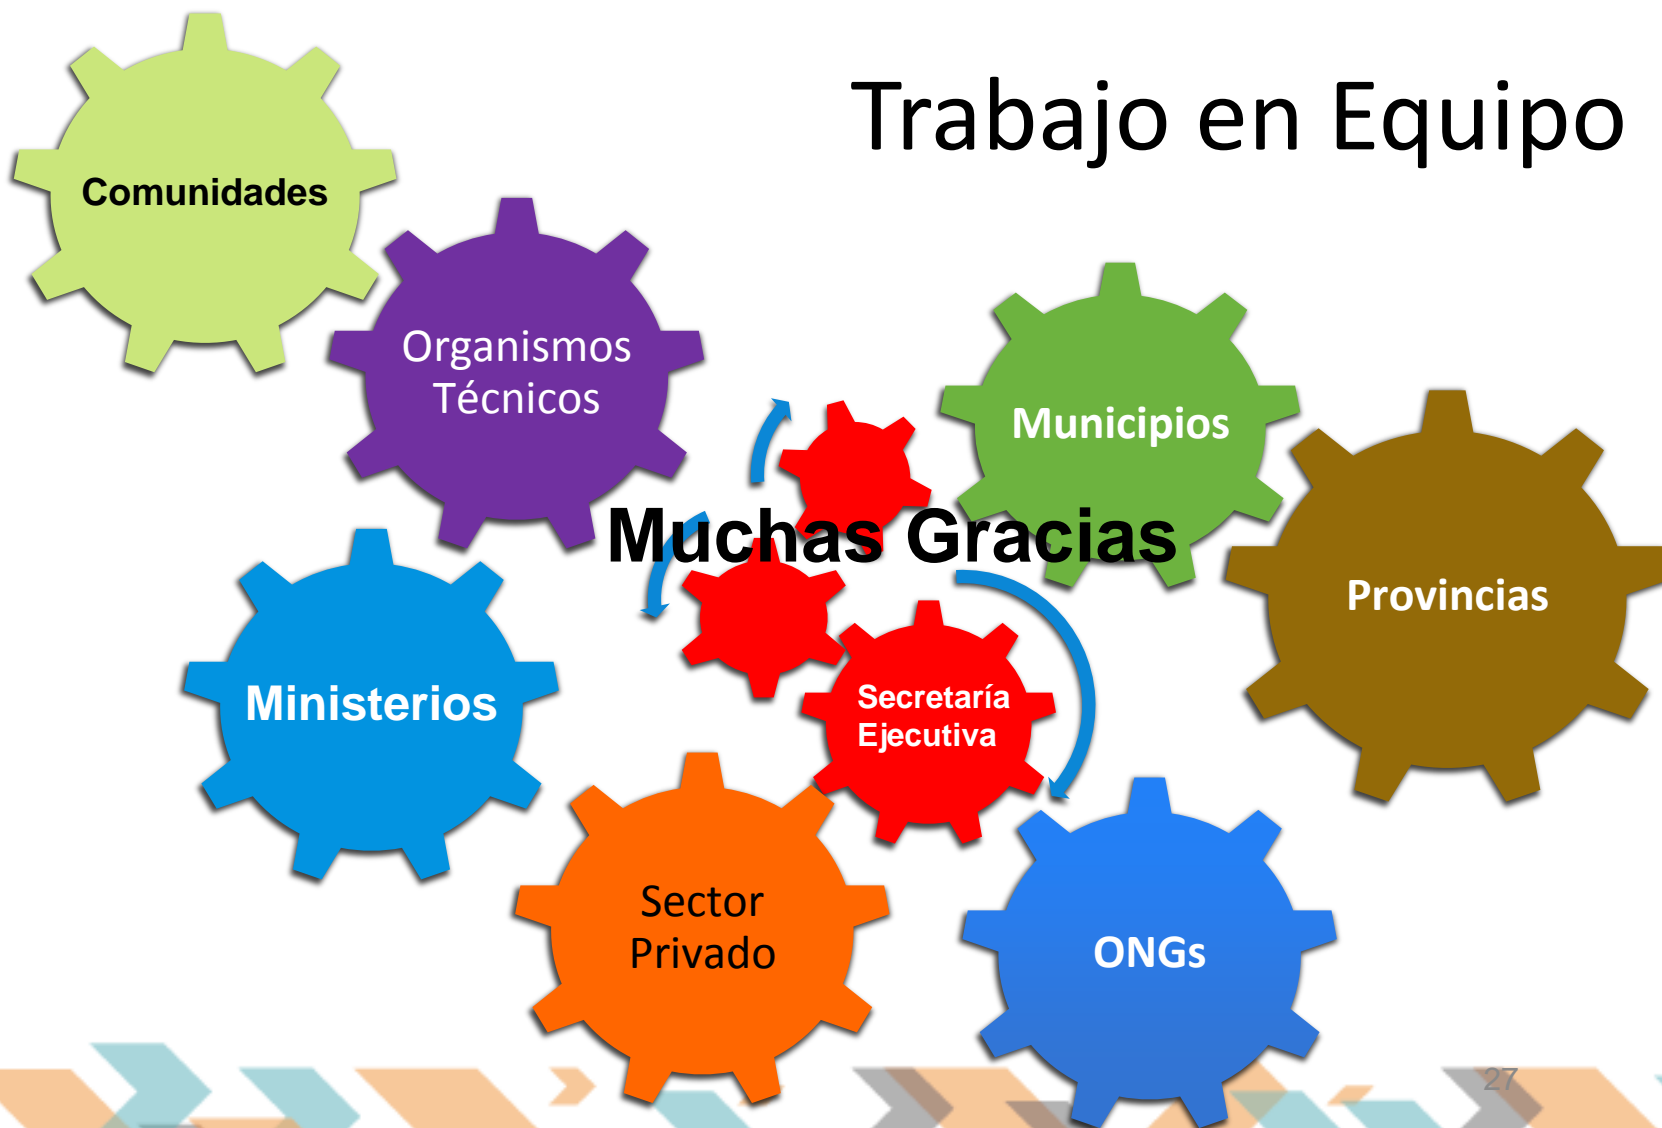 Trabajo en Equipo
Comunidades
Organismos
Técnicos
Municipios
Muchas Gracias
Provincias
Ministerios
Secretaría
Ejecutiva
Sector
Privado
ONGs
27